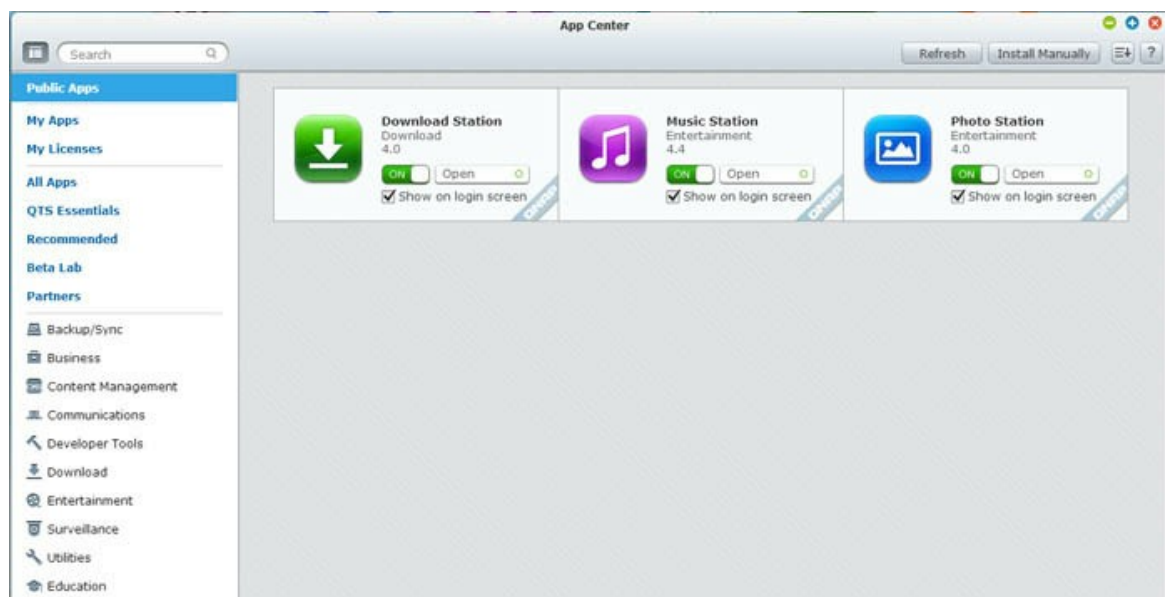 App Center
Search
Refresh
Install Manually
?
Public Apps
My Apps
My Licenses
All Apps
QTS Essentials
Recommended
Beta Lab
Partners
Backup/Sync
Business
Content Management
Communications
Developer Tools
Download
Entertainment
Surveillance
Utilities
Education
Download Station
Download
4.0
ON Open
Show on login screen
QNAP
Music Station
Entertainment
4.4
ON Open
Show on login screen
QNAP
Photo Station
Entertainment
4.0
ON Open
Show on login screen
QNAP